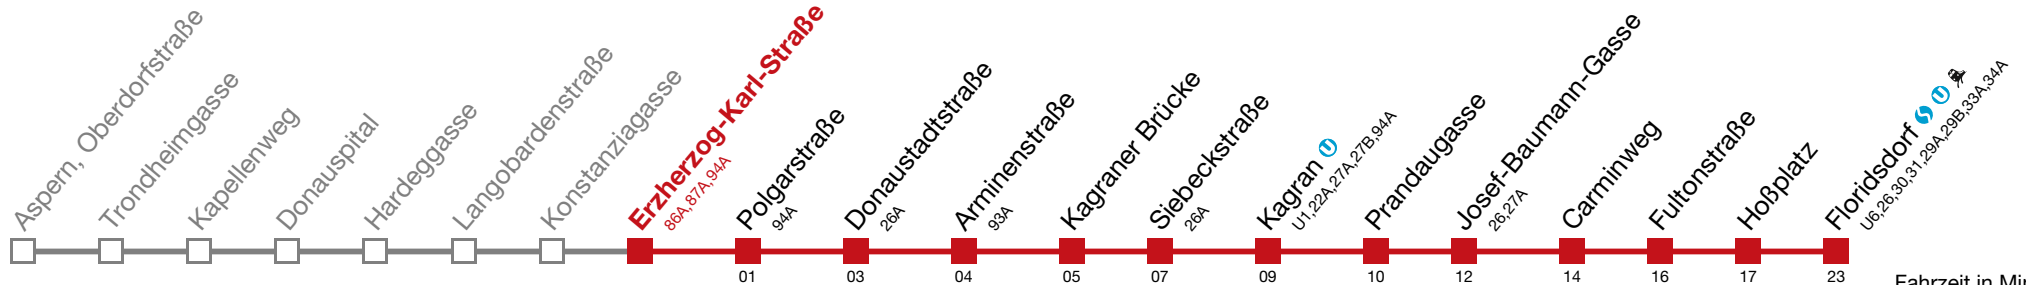 Aspern, Oberdorfstraße
Trondheimgasse
Kapellenweg
Donauspital
Hardeggasse
Langobardenstraße
Konstanziagasse
Erzherzog-Karl-Straße
86A,87A,94A
Polgarstraße
94A
Donaustadtstraße
26A
Arminenstraße
93A
Kagraner Brücke
Siebeckstraße
26A
Kagran U
U1,22A,27A,27B,94A
Prandaugasse
Josef-Baumann-Gasse
26,27A
Carminweg
Fultonstraße
Hoßplatz
Floridsdorf S U
U6,26,30,31,29A,29B,33A,34A
01 03 04 05 07 09 10 12 14 16 17 23
Fahrzeit in